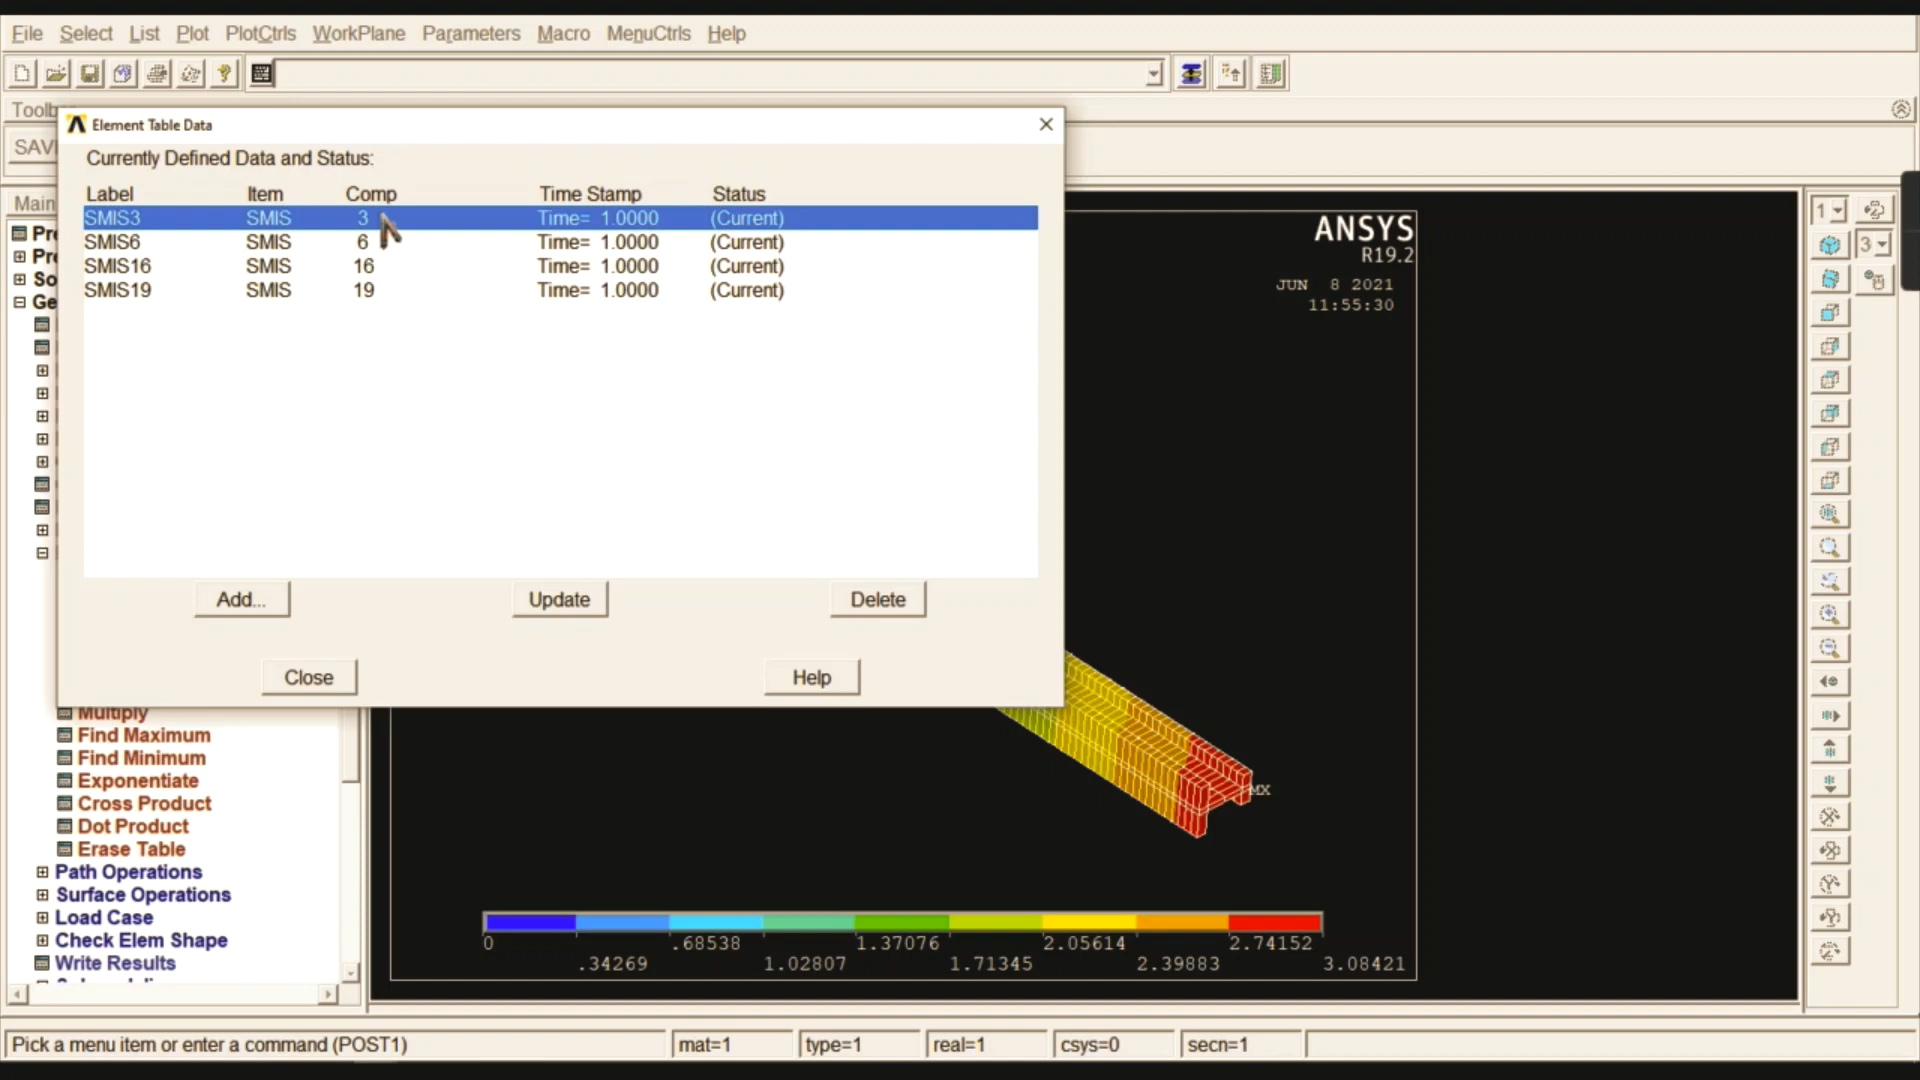 File Select List Plot PlotCtrls WorkPlane Parameters Macro MenuCtrls Help
Element Table Data
Currently Defined Data and Status:
Label Item Comp Time Stamp Status
SMIS3 SMIS 3 Time= 1.0000 (Current)
SMIS6 SMIS 6 Time= 1.0000 (Current)
SMIS16 SMIS 16 Time= 1.0000 (Current)
SMIS19 SMIS 19 Time= 1.0000 (Current)
Add... Update Delete
Close Help
Main
Multiply
Find Maximum
Find Minimum
Exponentiate
Cross Product
Dot Product
Erase Table
Path Operations
Surface Operations
Load Case
Check Elem Shape
Write Results
ANSYS
R19.2
JUN 8 2021
11:55:30
MX
0 .68538 1.37076 2.05614 2.74152
.34269 1.02807 1.71345 2.39883 3.08421
1
3
Pick a menu item or enter a command (POST1) mat=1 type=1 real=1 csys=0 secn=1